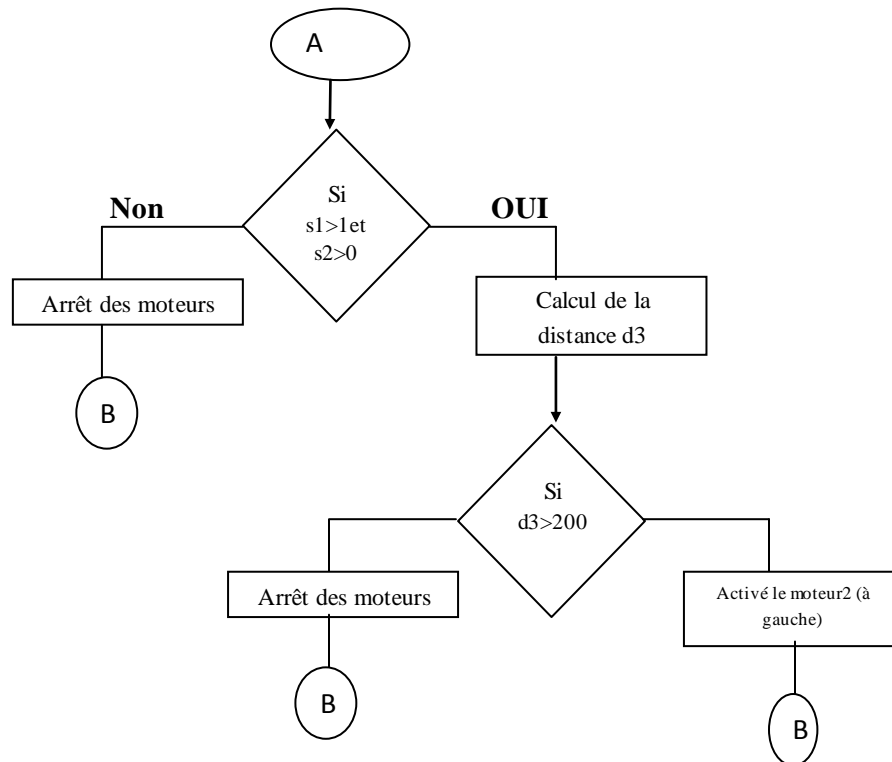 A
Si
s1>1et
s2>0
Non
OUI
Arrêt des moteurs
Calcul de la
distance d3
B
Si
d3>200
Arrêt des moteurs
Activé le moteur2 (à
gauche)
B
B